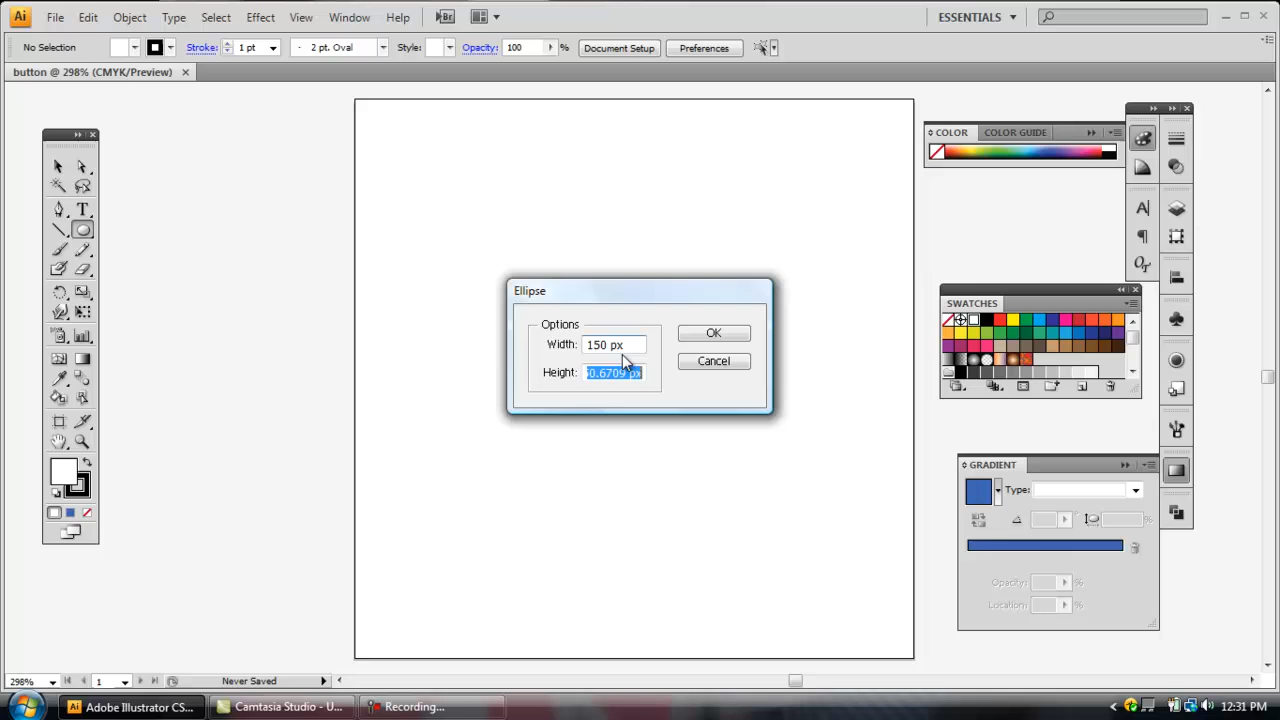 Ai File Edit Object Type Select Effect View Window Help Br ESSENTIALS
No Selection Stroke: 1 pt 2 pt. Oval Style: Opacity: 100 % Document Setup Preferences
button @ 298% (CMYK/Preview)
COLOR COLOR GUIDE
Ellipse
Options
Width: 150 px OK
Height: 0.6709 px Cancel
SWATCHES
GRADIENT
Type:
%
Opacity: %
Location: %
298% 1 Never Saved
Ai Adobe Illustrator CS... Camtasia Studio - U... Recording... 12:31 PM